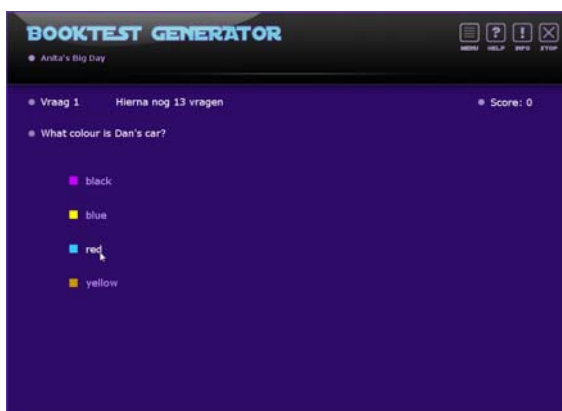 BOOKTEST GENERATOR
MENU HELP INFO STOP
Anita's Big Day
Vraag 1 Hierna nog 13 vragen Score: 0
What colour is Dan's car?
black
blue
red
yellow